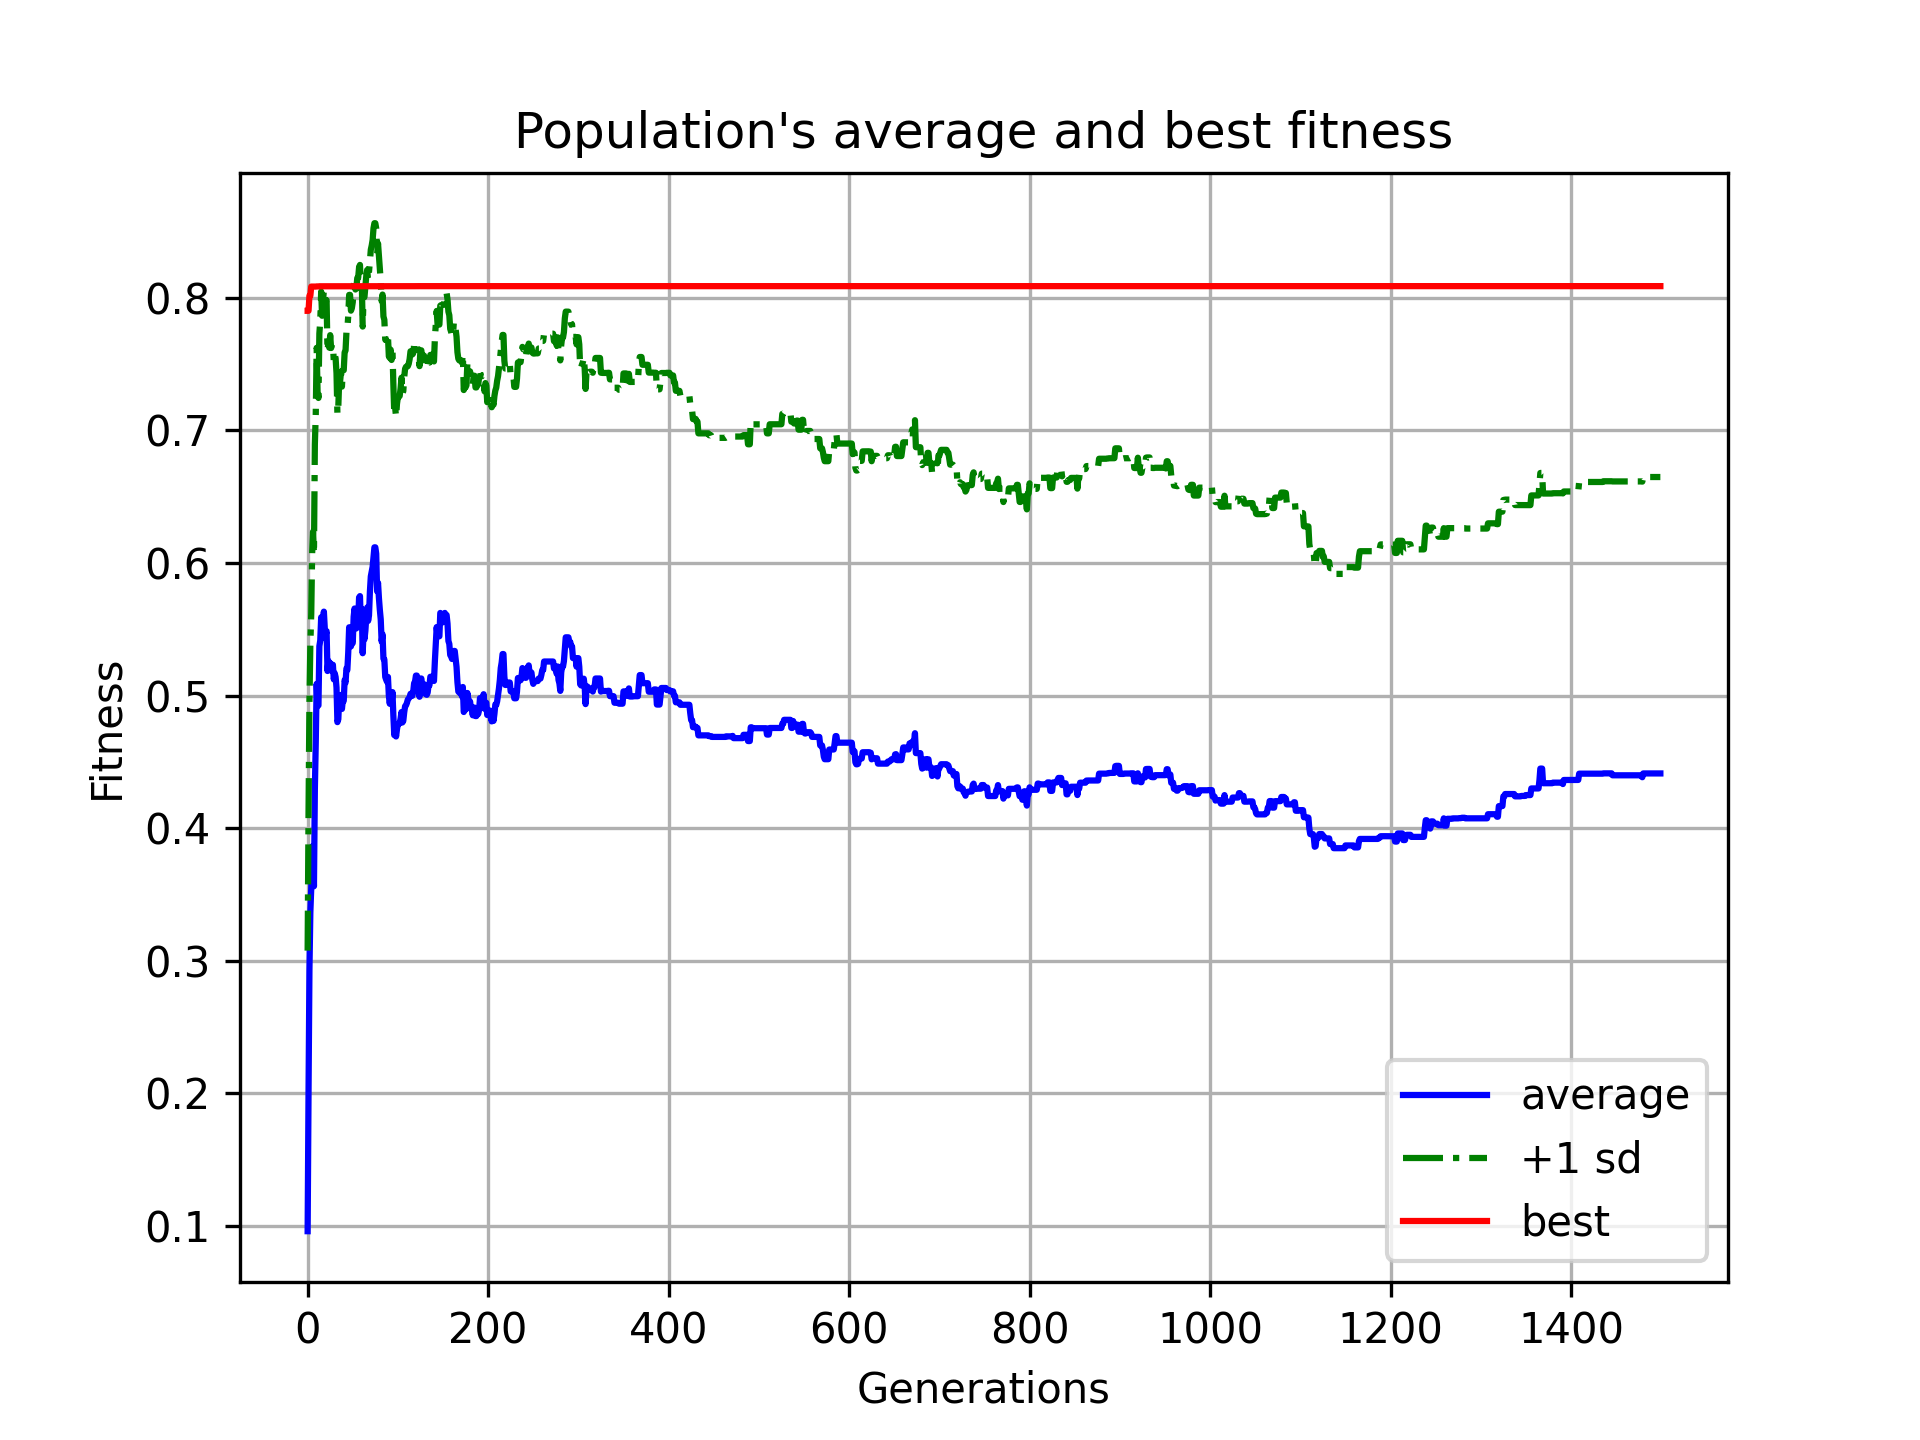 Population's average and best fitness
Fitness
0.8
0.7
0.6
0.5
0.4
0.3
0.2
0.1
average
+1 sd
best
0 200 400 600 800 1000 1200 1400
Generations